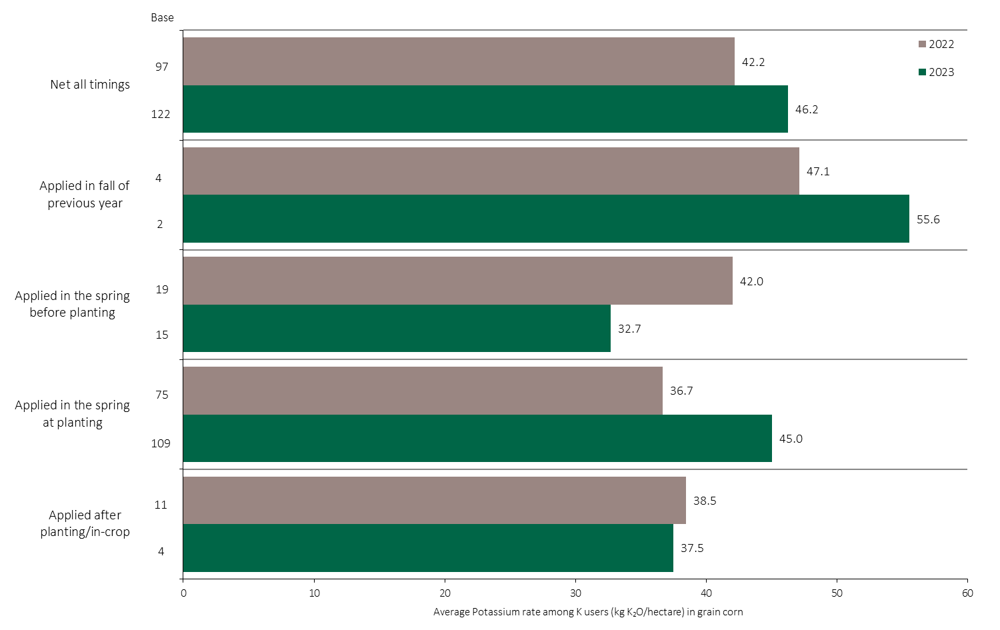 Base
2022
2023
Net all timings
97
42.2
122
46.2
Applied in fall of
previous year
4
47.1
2
55.6
Applied in the spring
before planting
19
42.0
15
32.7
Applied in the spring
at planting
75
36.7
109
45.0
Applied after
planting/in-crop
11
38.5
4
37.5
0 10 20 30 40 50 60
Average Potassium rate among K users (kg K₂O/hectare) in grain corn